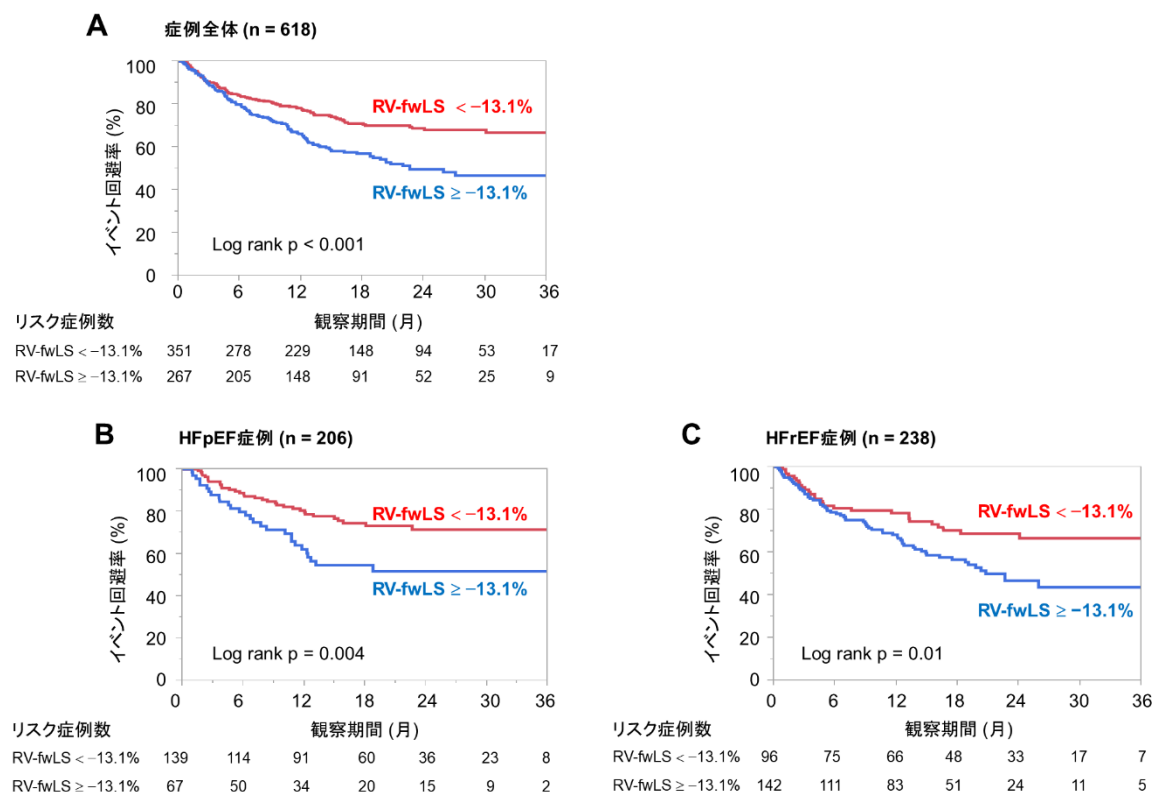 A 症例全体 (n = 618)
イベント回避率 (%)
100
80
60
40
20
0
RV-fwLS < −13.1%
RV-fwLS ≥ −13.1%
Log rank p < 0.001
0 6 12 18 24 30 36
リスク症例数 観察期間 (月)
RV-fwLS < −13.1% 351 278 229 148 94 53 17
RV-fwLS ≥ −13.1% 267 205 148 91 52 25 9
B HFpEF症例 (n = 206)
イベント回避率 (%)
100
80
60
40
20
0
RV-fwLS < −13.1%
RV-fwLS ≥ −13.1%
Log rank p = 0.004
0 6 12 18 24 30 36
リスク症例数 観察期間 (月)
RV-fwLS < −13.1% 139 114 91 60 36 23 8
RV-fwLS ≥ −13.1% 67 50 34 20 15 9 2
C HFrEF症例 (n = 238)
イベント回避率 (%)
100
80
60
40
20
0
RV-fwLS < −13.1%
RV-fwLS ≥ −13.1%
Log rank p = 0.01
0 6 12 18 24 30 36
リスク症例数 観察期間 (月)
RV-fwLS < −13.1% 96 75 66 48 33 17 7
RV-fwLS ≥ −13.1% 142 111 83 51 24 11 5